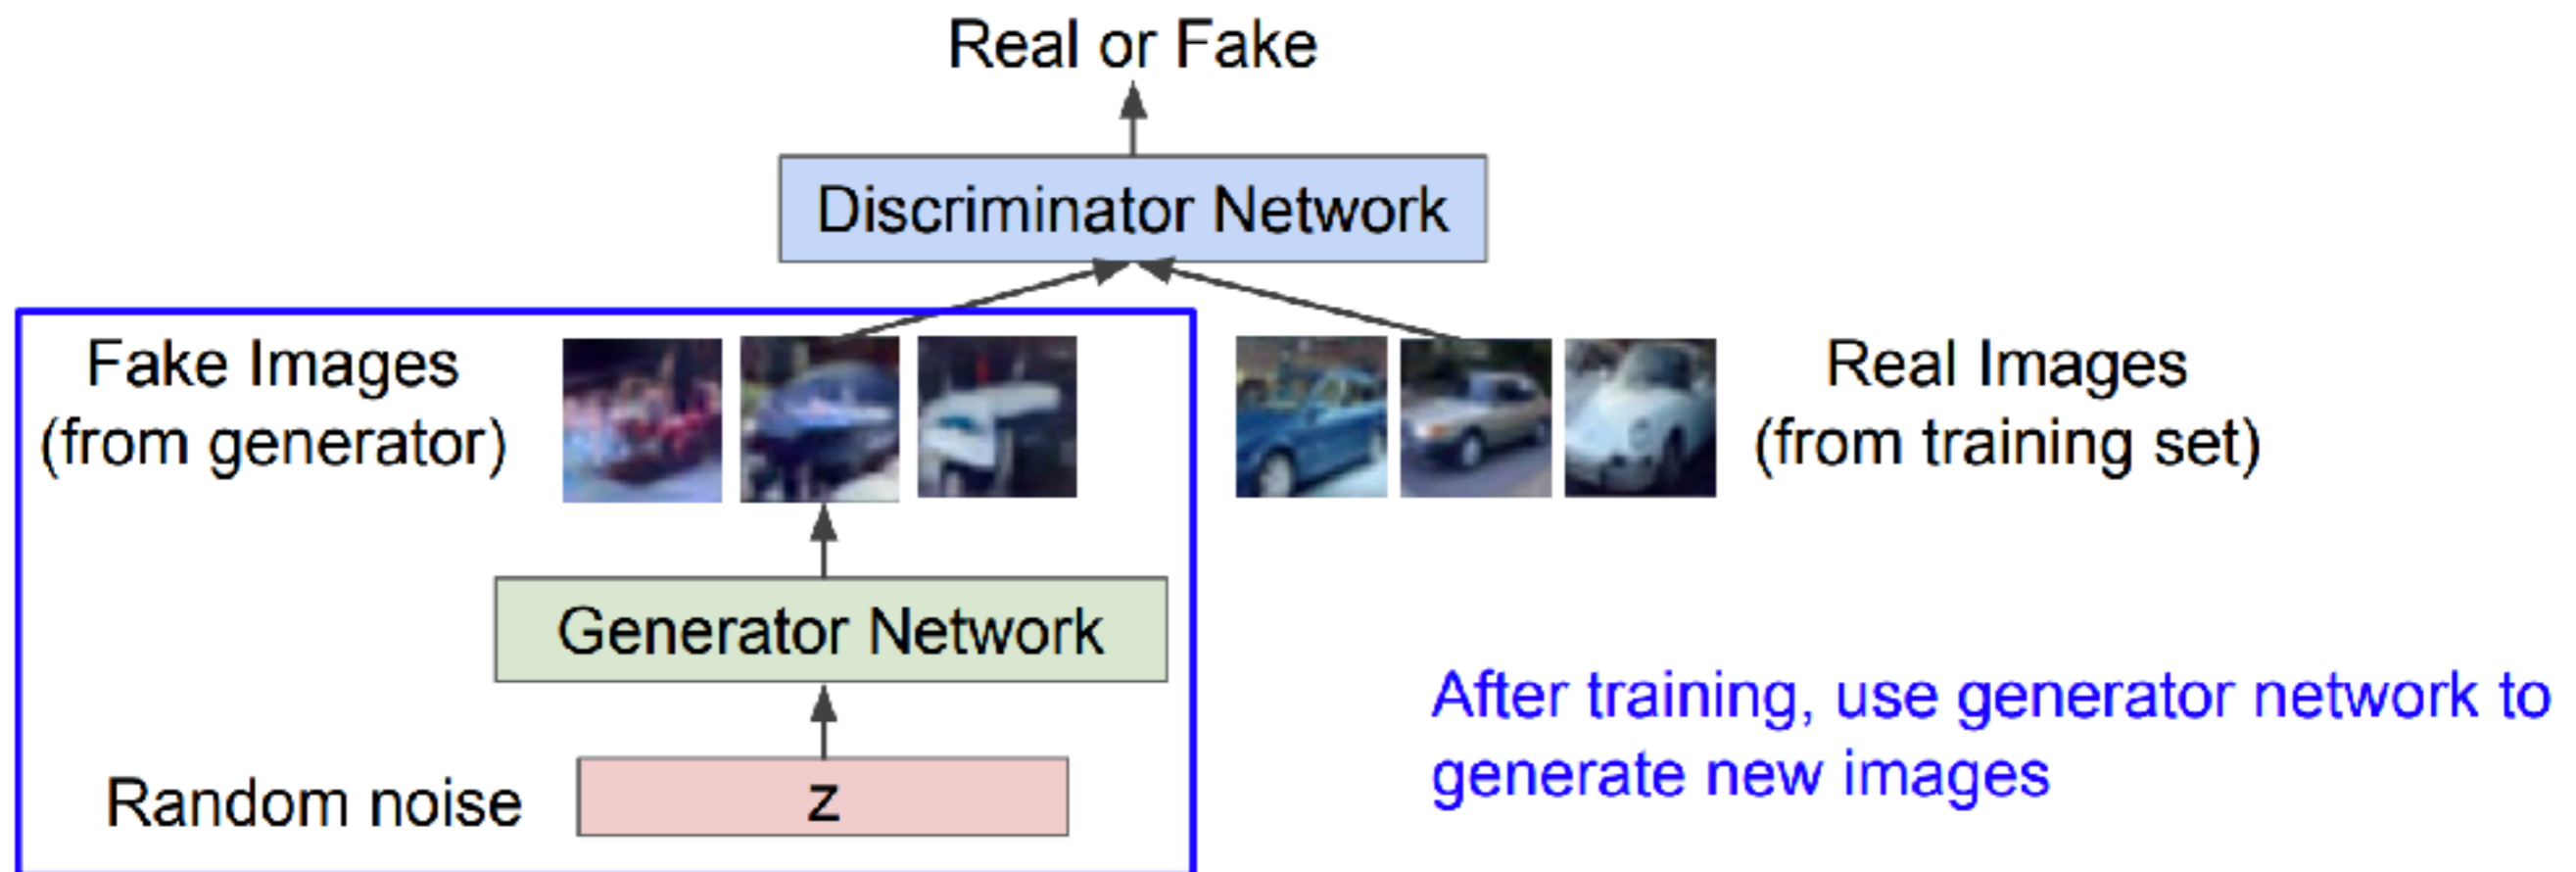 Real or Fake
Discriminator Network
Fake Images
(from generator)
Real Images
(from training set)
Generator Network
Random noise
z
After training, use generator network to
generate new images